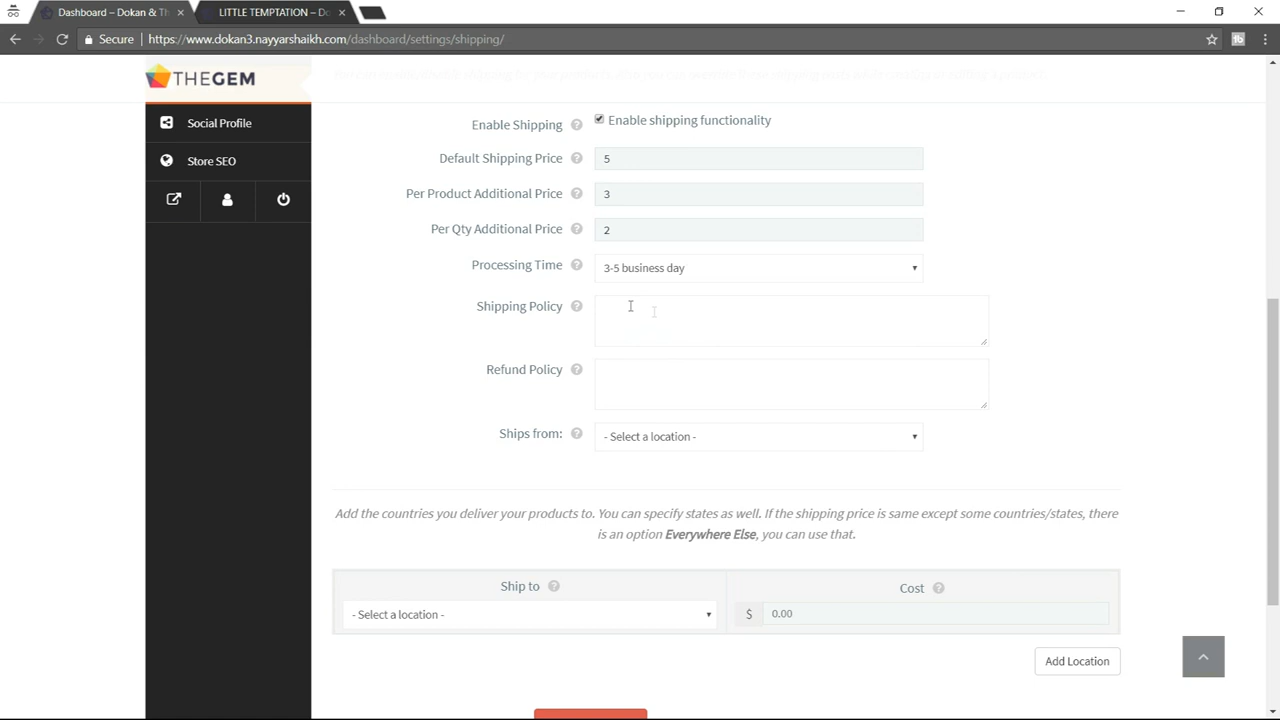 Dashboard – Dokan & Th
LITTLE TEMPTATION – Do
Secure
https://www.dokan3.nayyarshaikh.com/dashboard/settings/shipping/
THEGEM
Social Profile
Store SEO
Enable Shipping
Enable shipping functionality
Default Shipping Price
5
Per Product Additional Price
3
Per Qty Additional Price
2
Processing Time
3-5 business day
Shipping Policy
Refund Policy
Ships from:
- Select a location -
Add the countries you deliver your products to. You can specify states as well. If the shipping price is same except some countries/states, there
is an option Everywhere Else, you can use that.
Ship to
Cost
- Select a location -
$ 0.00
Add Location